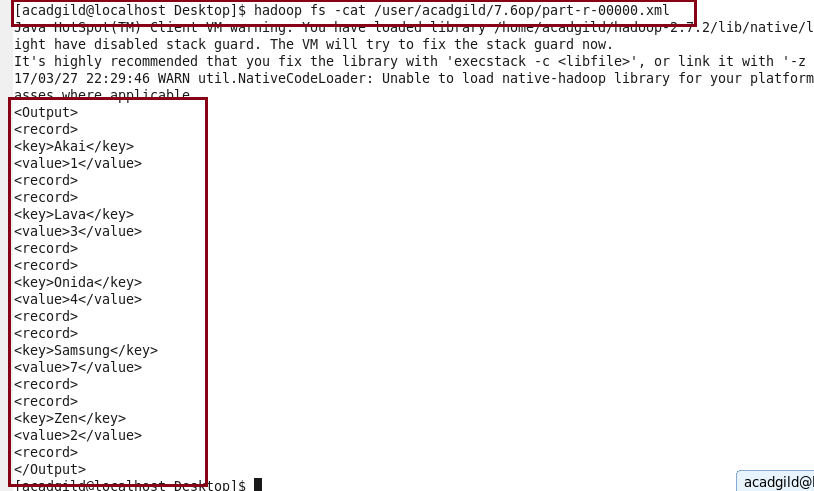 [acadgild@localhost Desktop]$ hadoop fs -cat /user/acadgild/7.6op/part-r-00000.xml
Java HotSpot(TM) Client VM warning: You have loaded library /home/acadgild/hadoop-2.7.2/lib/native/l
ight have disabled stack guard. The VM will try to fix the stack guard now.
It's highly recommended that you fix the library with 'execstack -c <libfile>', or link it with '-z
17/03/27 22:29:46 WARN util.NativeCodeLoader: Unable to load native-hadoop library for your platform
asses where applicable
<Output>
<record>
<key>Akai</key>
<value>1</value>
<record>
<record>
<key>Lava</key>
<value>3</value>
<record>
<record>
<key>Onida</key>
<value>4</value>
<record>
<record>
<key>Samsung</key>
<value>7</value>
<record>
<record>
<key>Zen</key>
<value>2</value>
<record>
</Output>
[acadgild@localhost Desktop]$
acadgild@